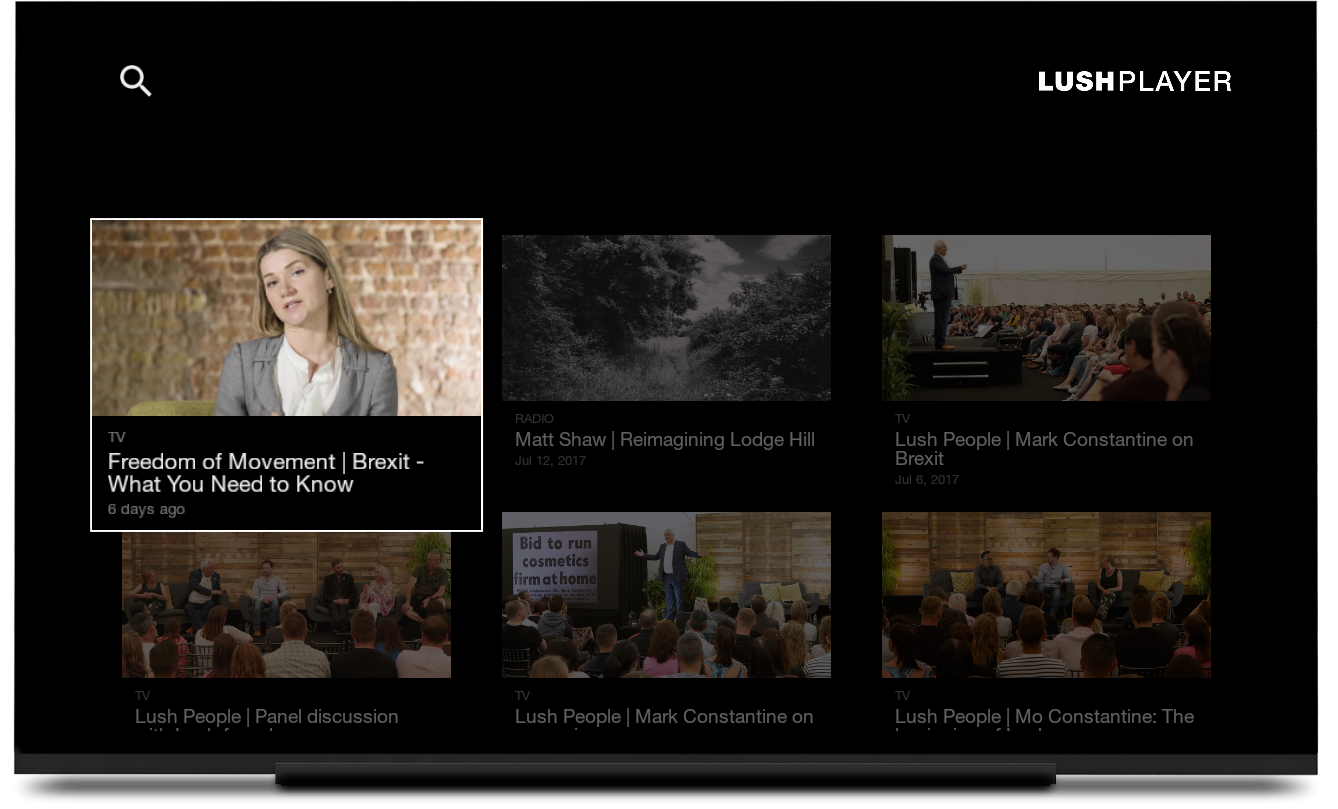 LUSHPLAYER
TV
Freedom of Movement | Brexit -
What You Need to Know
6 days ago
RADIO
Matt Shaw | Reimagining Lodge Hill
Jul 12, 2017
TV
Lush People | Mark Constantine on
Brexit
Jul 6, 2017
Bid to run
cosmetics
firm at home
TV
Lush People | Panel discussion
TV
Lush People | Mark Constantine on
TV
Lush People | Mo Constantine: The